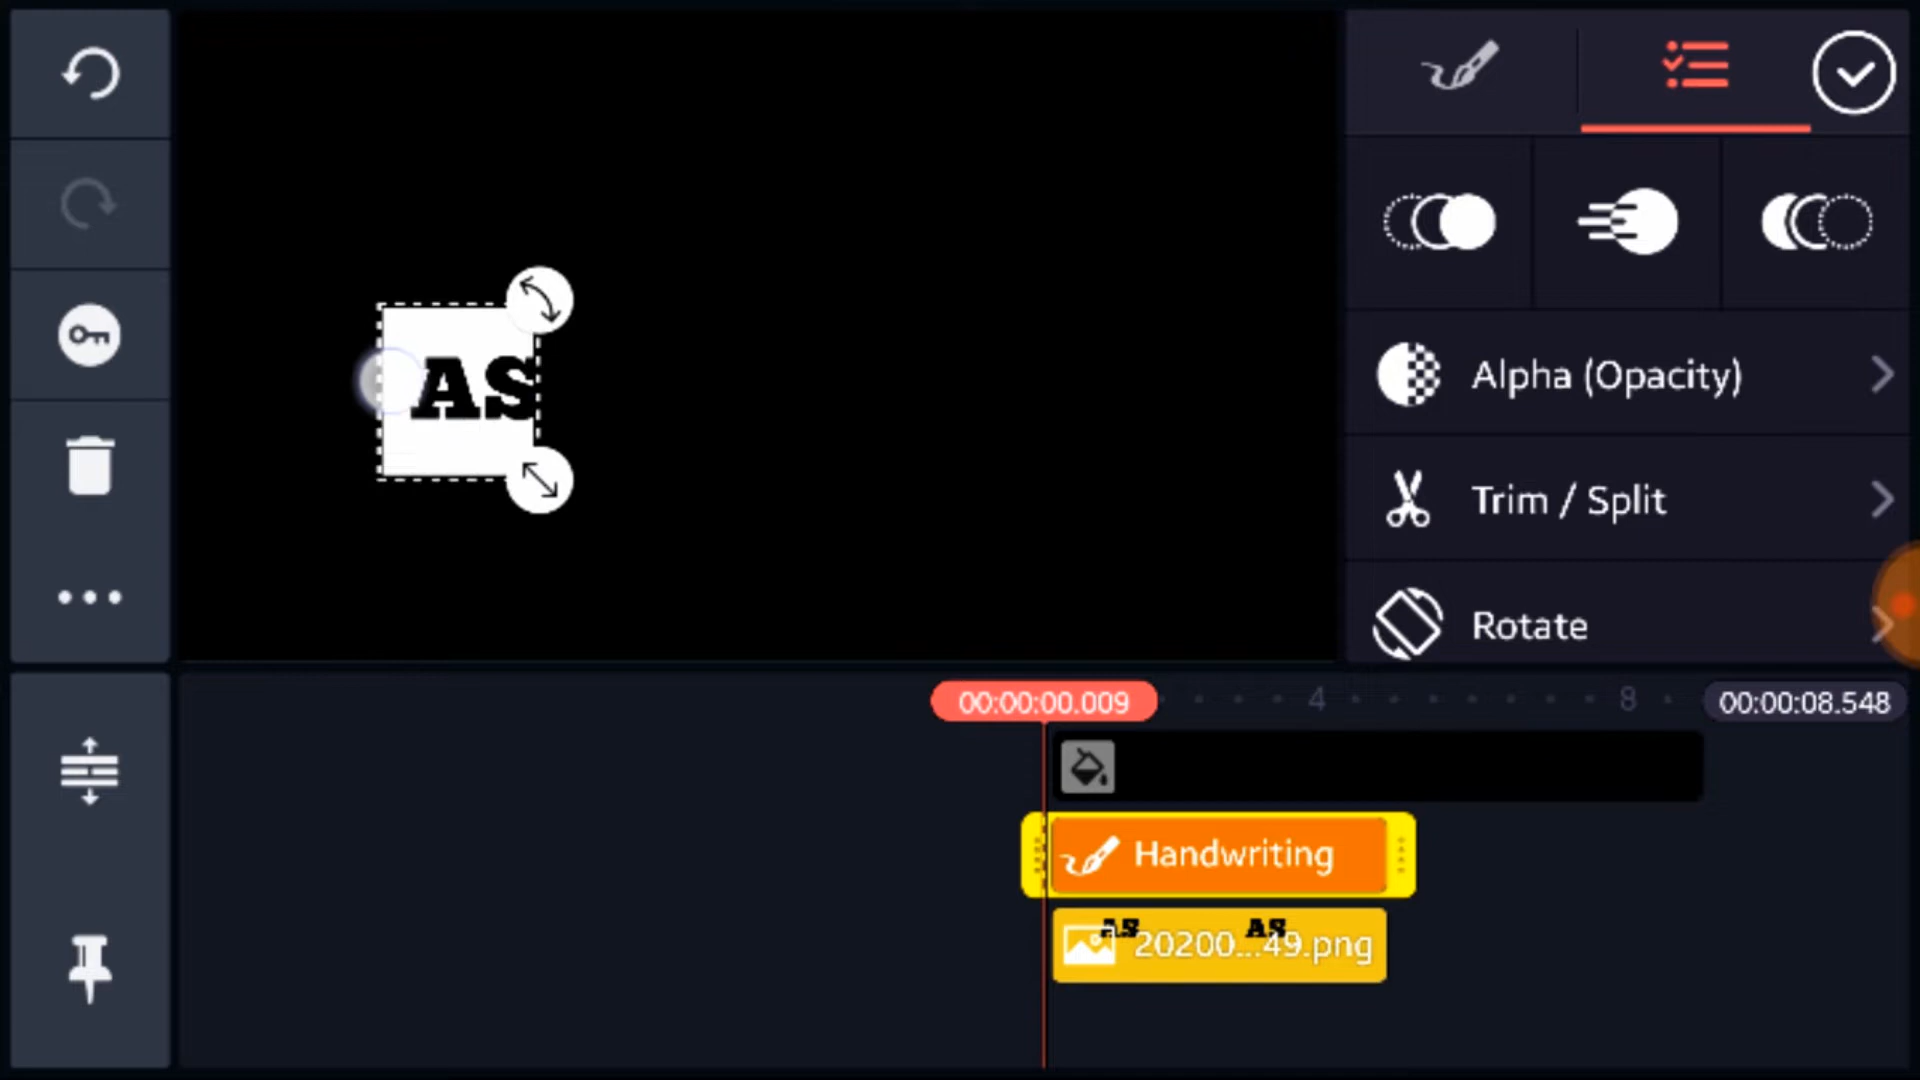 AS
Alpha (Opacity)
Trim / Split
Rotate
00:00:00.009
4
8
00:00:08.548
Handwriting
AS AS
20200...49.png